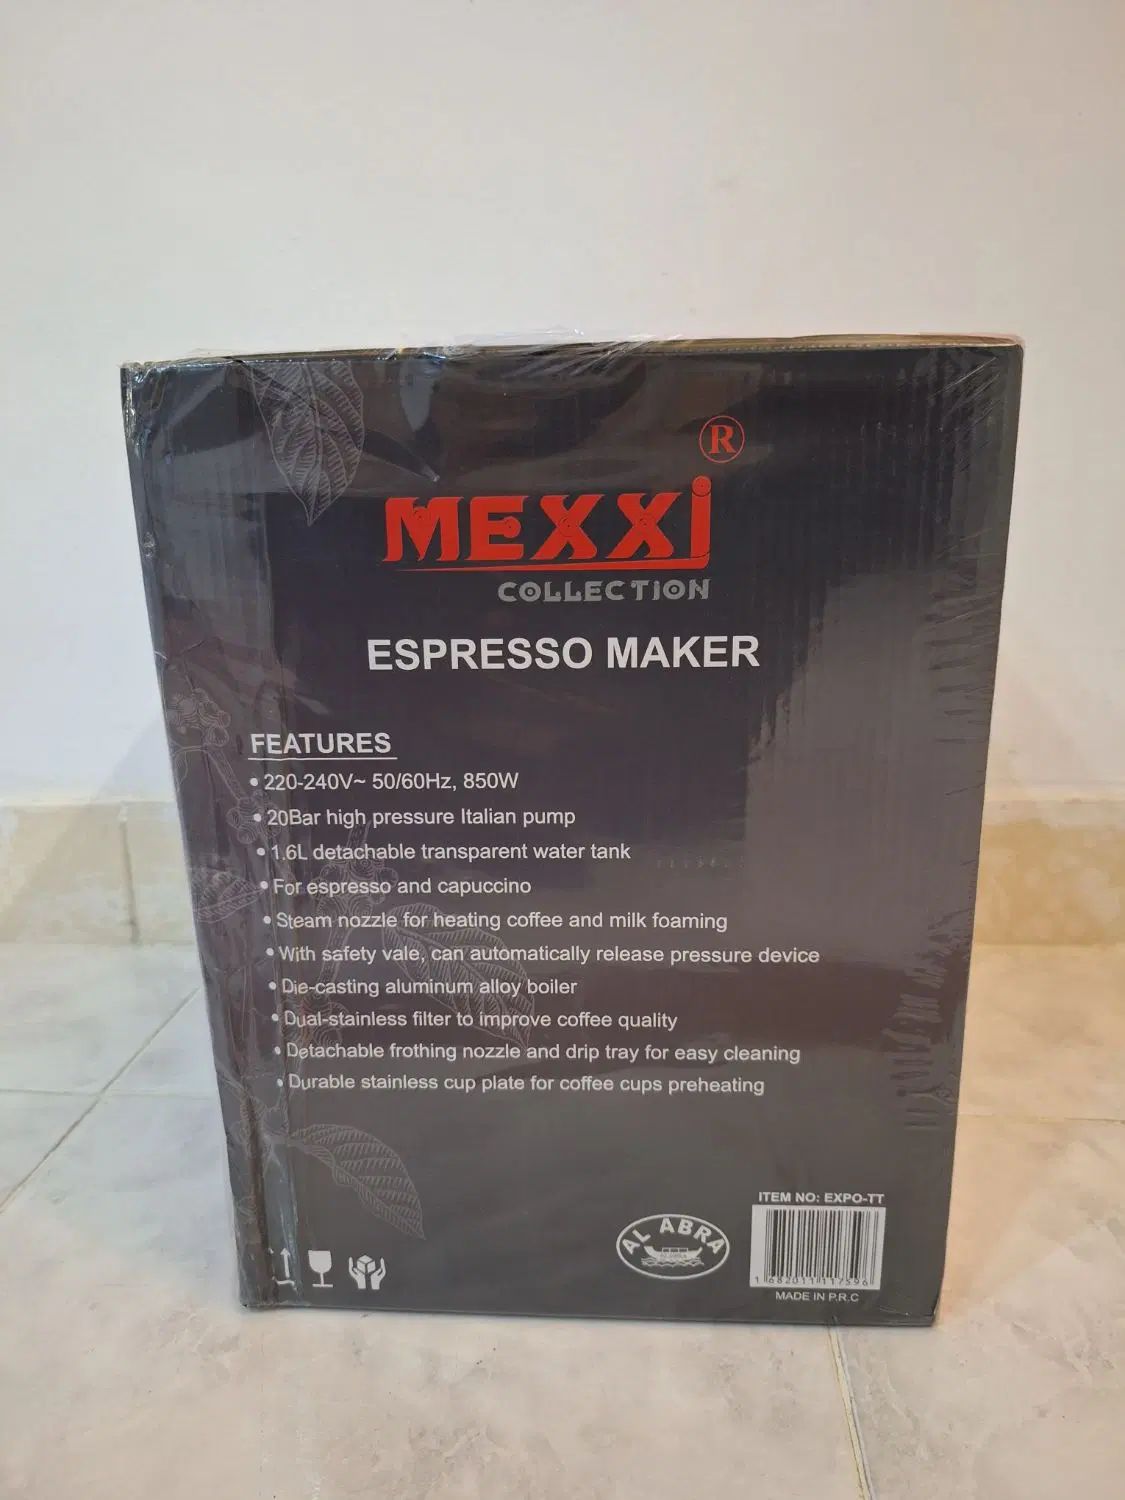 ®
MEXXi
COLLECTION
ESPRESSO MAKER
FEATURES
• 220-240V~ 50/60Hz, 850W
• 20Bar high pressure Italian pump
• 1.6L detachable transparent water tank
• For espresso and capuccino
• Steam nozzle for heating coffee and milk foaming
• With safety vale, can automatically release pressure device
• Die-casting aluminum alloy boiler
• Dual-stainless filter to improve coffee quality
• Detachable frothing nozzle and drip tray for easy cleaning
• Durable stainless cup plate for coffee cups preheating
ITEM NO: EXPO-TT
AL ABRA
1 682011 117596
MADE IN P.R.C